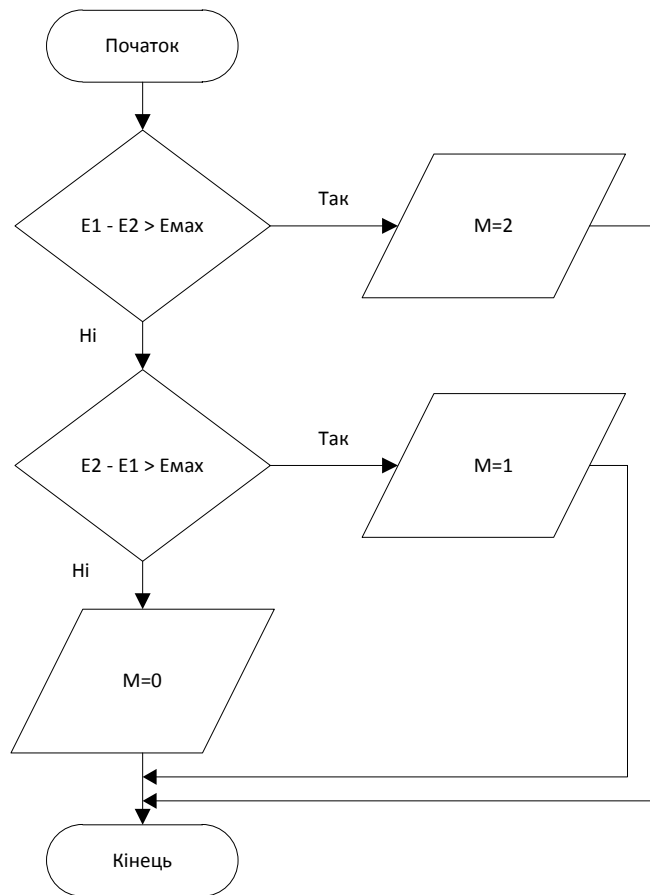 Початок
E1 - E2 > Eмах
Так
M=2
Ні
E2 - E1 > Eмах
Так
M=1
Ні
M=0
Кінець